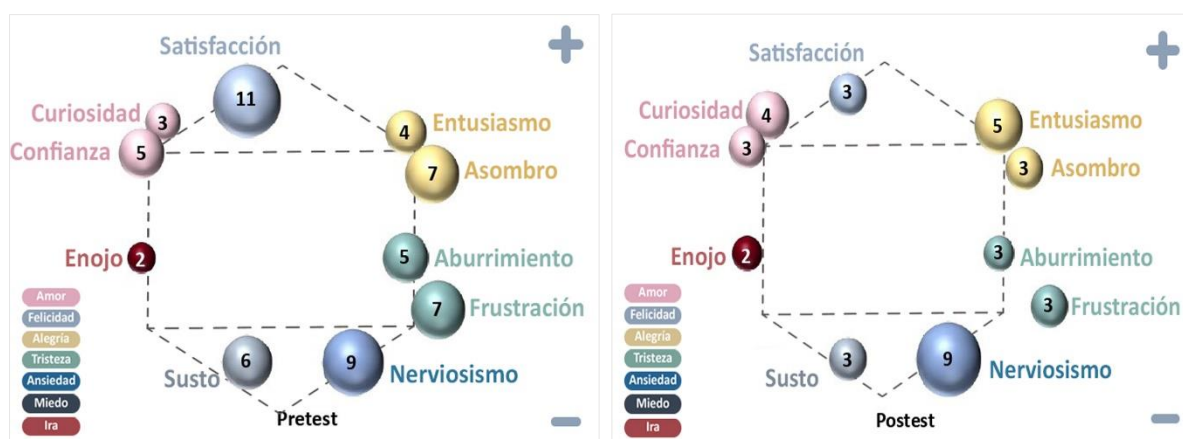 +
Satisfacción
11
Curiosidad
3
Confianza
5
4
Entusiasmo
7
Asombro
Enojo
2
5
Aburrimiento
7
Frustración
6
Susto
9
Nerviosismo
Amor
Felicidad
Alegría
Tristeza
Ansiedad
Miedo
Ira
Pretest
−
+
Satisfacción
3
Curiosidad
4
Confianza
3
5
Entusiasmo
3
Asombro
Enojo
2
3
Aburrimiento
3
Frustración
3
Susto
9
Nerviosismo
Amor
Felicidad
Alegría
Tristeza
Ansiedad
Miedo
Ira
Postest
−